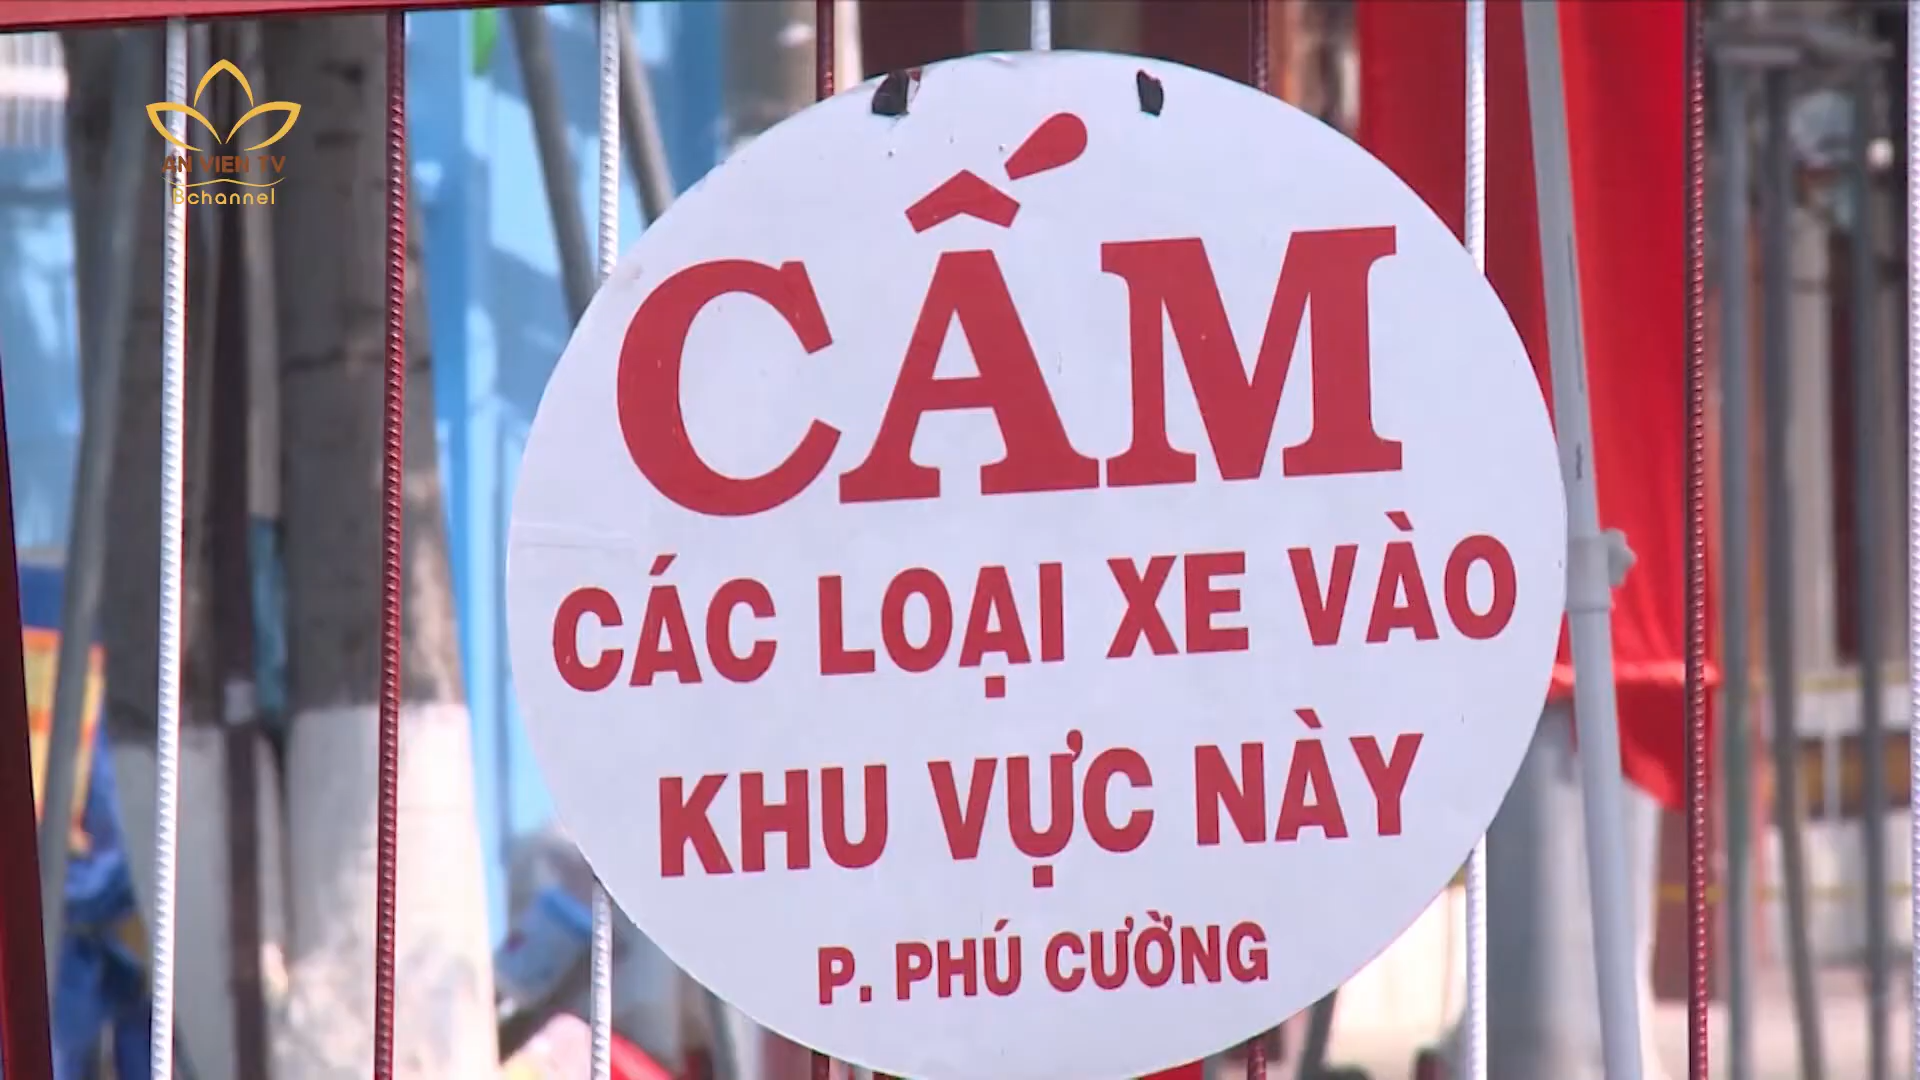 AN VIEN TV
Bchannel
CẤM
CÁC LOẠI XE VÀO
KHU VỰC NÀY
P. PHÚ CƯỜNG